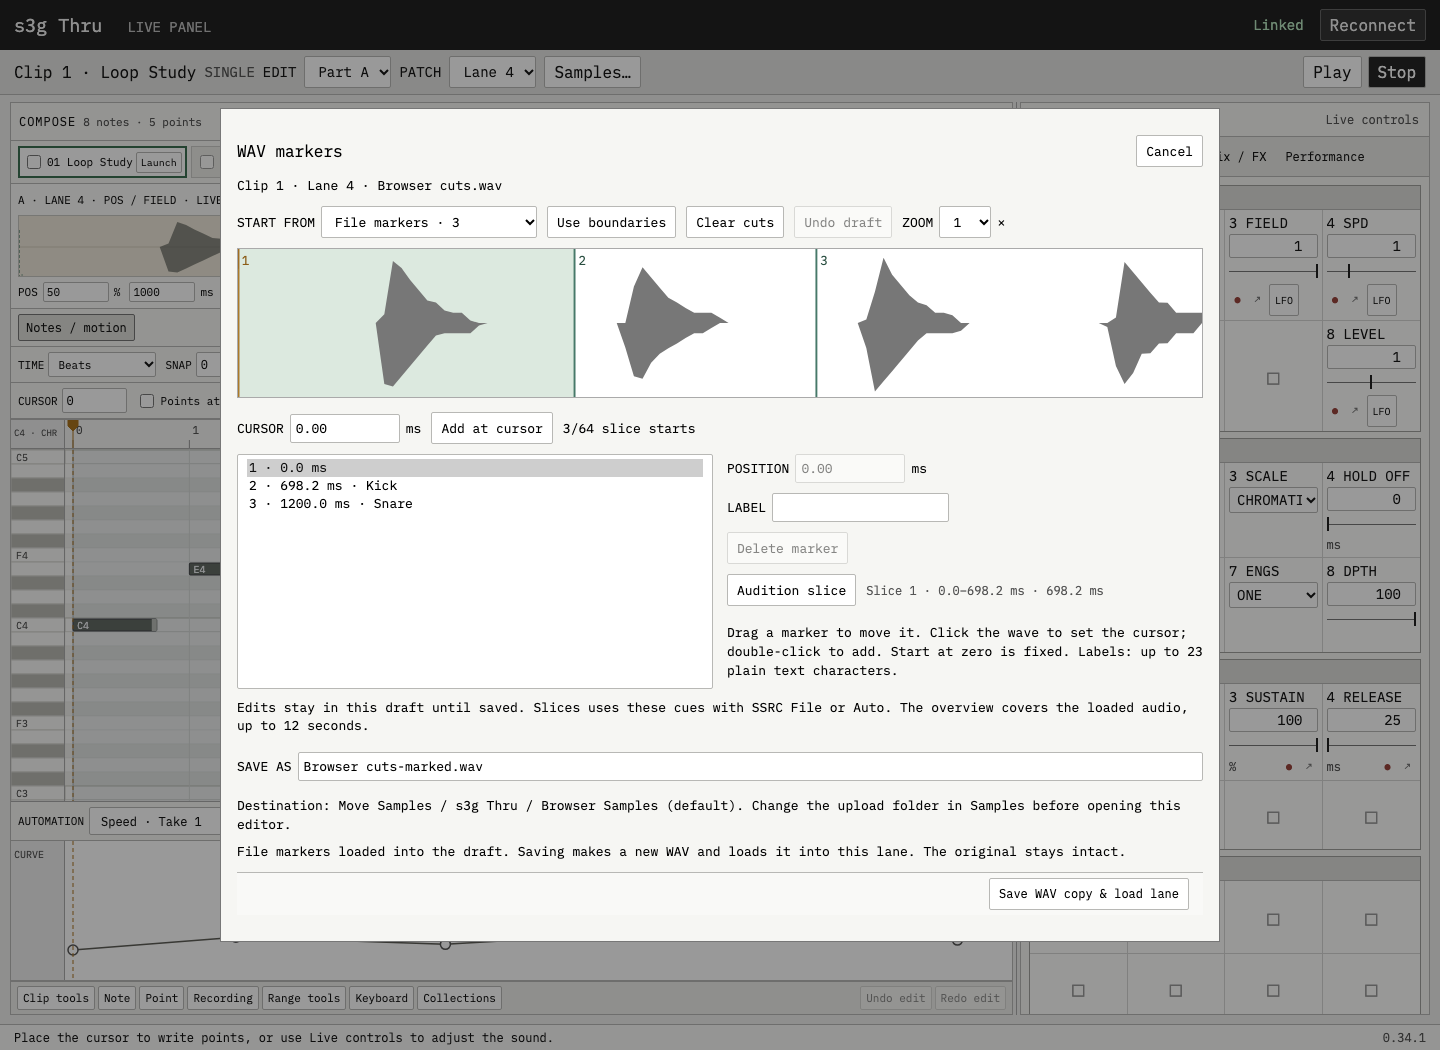 s3g Thru LIVE PANEL Linked Reconnect
Clip 1 · Loop Study SINGLE EDIT Part A PATCH Lane 4 Samples… Play Stop
COMPOSE 8 notes · 5 points
01 Loop Study Launch
A · LANE 4 · POS / FIELD · LIVE
POS 50 % 1000 ms
Notes / motion
TIME Beats SNAP 0
CURSOR 0 Points at
C4 · CHR 0 1
C5
F4
E4
C4 C4
F3
C3
AUTOMATION Speed · Take 1
CURVE
Clip tools Note Point Recording Range tools Keyboard Collections Undo edit Redo edit
WAV markers Cancel
Clip 1 · Lane 4 · Browser cuts.wav
START FROM File markers · 3 Use boundaries Clear cuts Undo draft ZOOM 1 ×
1 2 3
CURSOR 0.00 ms Add at cursor 3/64 slice starts
1 · 0.0 ms
2 · 698.2 ms · Kick
3 · 1200.0 ms · Snare
POSITION 0.00 ms
LABEL
Delete marker
Audition slice Slice 1 · 0.0–698.2 ms · 698.2 ms
Drag a marker to move it. Click the wave to set the cursor;
double-click to add. Start at zero is fixed. Labels: up to 23
plain text characters.
Edits stay in this draft until saved. Slices uses these cues with SSRC File or Auto. The overview covers the loaded audio,
up to 12 seconds.
SAVE AS Browser cuts-marked.wav
Destination: Move Samples / s3g Thru / Browser Samples (default). Change the upload folder in Samples before opening this
editor.
File markers loaded into the draft. Saving makes a new WAV and loads it into this lane. The original stays intact.
Save WAV copy & load lane
Live controls
ix / FX Performance
3 FIELD 4 SPD
1 1
LFO LFO
8 LEVEL
1
LFO
3 SCALE 4 HOLD OFF
CHROMATI 0
ms
7 ENGS 8 DPTH
ONE 100
3 SUSTAIN 4 RELEASE
100 25
% ms
Place the cursor to write points, or use Live controls to adjust the sound. 0.34.1